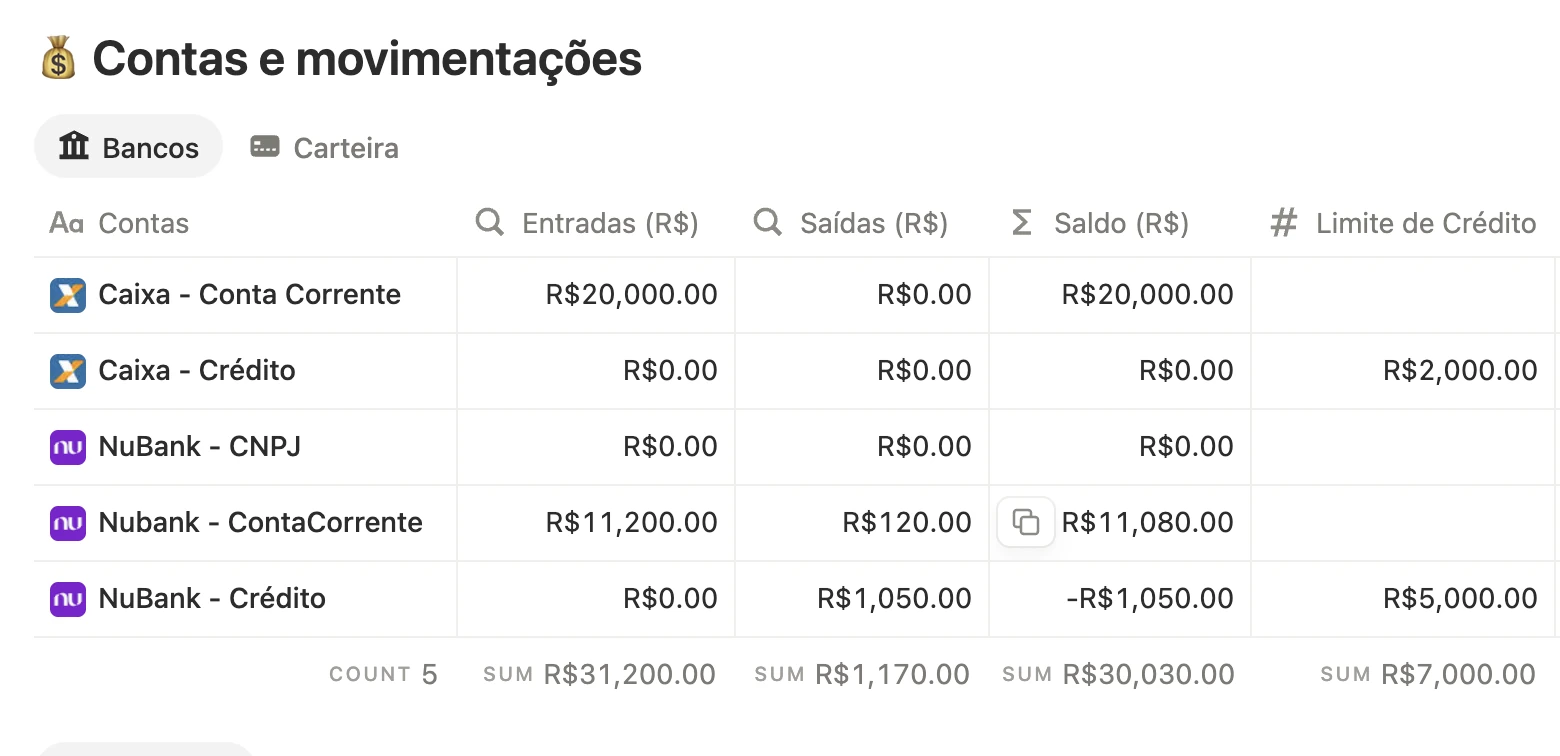 Contas e movimentações
Bancos Carteira
Aa Contas Entradas (R$) Saídas (R$) Σ Saldo (R$) # Limite de Crédito
Caixa - Conta Corrente R$20,000.00 R$0.00 R$20,000.00
Caixa - Crédito R$0.00 R$0.00 R$0.00 R$2,000.00
nu NuBank - CNPJ R$0.00 R$0.00 R$0.00
nu Nubank - ContaCorrente R$11,200.00 R$120.00 R$11,080.00
nu NuBank - Crédito R$0.00 R$1,050.00 -R$1,050.00 R$5,000.00
COUNT 5 SUM R$31,200.00 SUM R$1,170.00 SUM R$30,030.00 SUM R$7,000.00